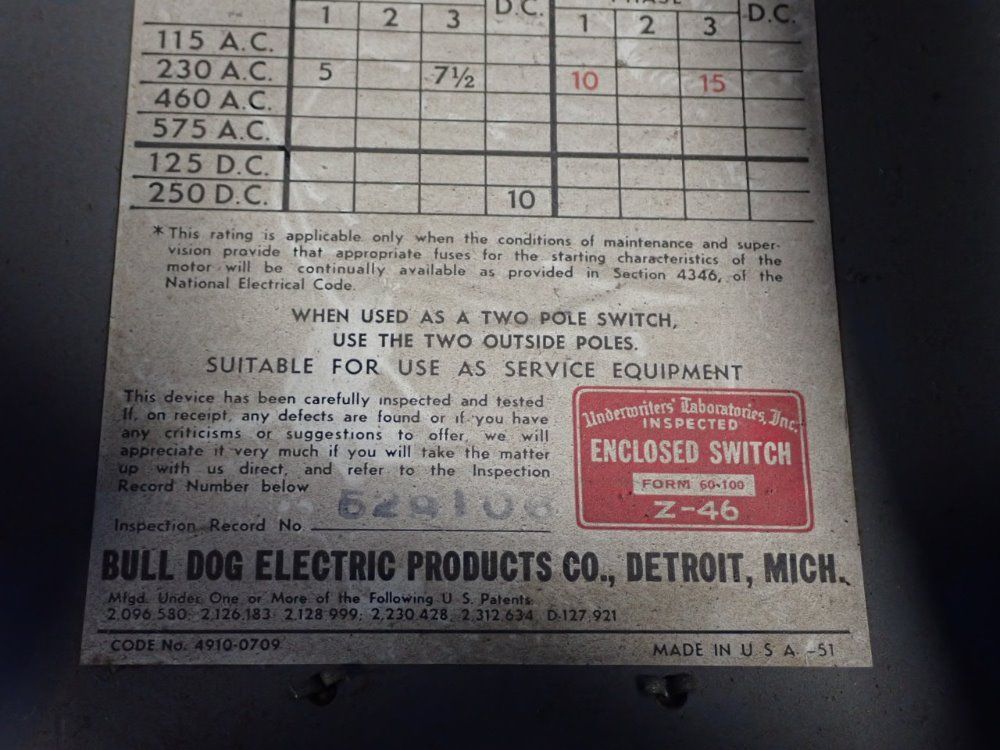 D.C. PHASE D.C.
1 2 3 1 2 3
115 A.C.
230 A.C. 5 7½ 10 15
460 A.C.
575 A.C.
125 D.C.
250 D.C. 10
* This rating is applicable only when the conditions of maintenance and super-
vision provide that appropriate fuses for the starting characteristics of the
motor will be continually available as provided in Section 4346, of the
National Electrical Code.
WHEN USED AS A TWO POLE SWITCH,
USE THE TWO OUTSIDE POLES.
SUITABLE FOR USE AS SERVICE EQUIPMENT
This device has been carefully inspected and tested
If, on receipt, any defects are found or if you have
any criticisms or suggestions to offer, we will
appreciate it very much if you will take the matter
up with us direct, and refer to the Inspection
Record Number below
Inspection Record No.
Underwriters' Laboratories, Inc.
INSPECTED
ENCLOSED SWITCH
FORM 60-100
Z-46
BULL DOG ELECTRIC PRODUCTS CO., DETROIT, MICH.
Mfgd. Under One or More of the Following U.S. Patents
2,096,580; 2,126,183 2,128,999; 2,230,428, 2,312,634 D-127,921
CODE No. 4910-0709
MADE IN U S A -51